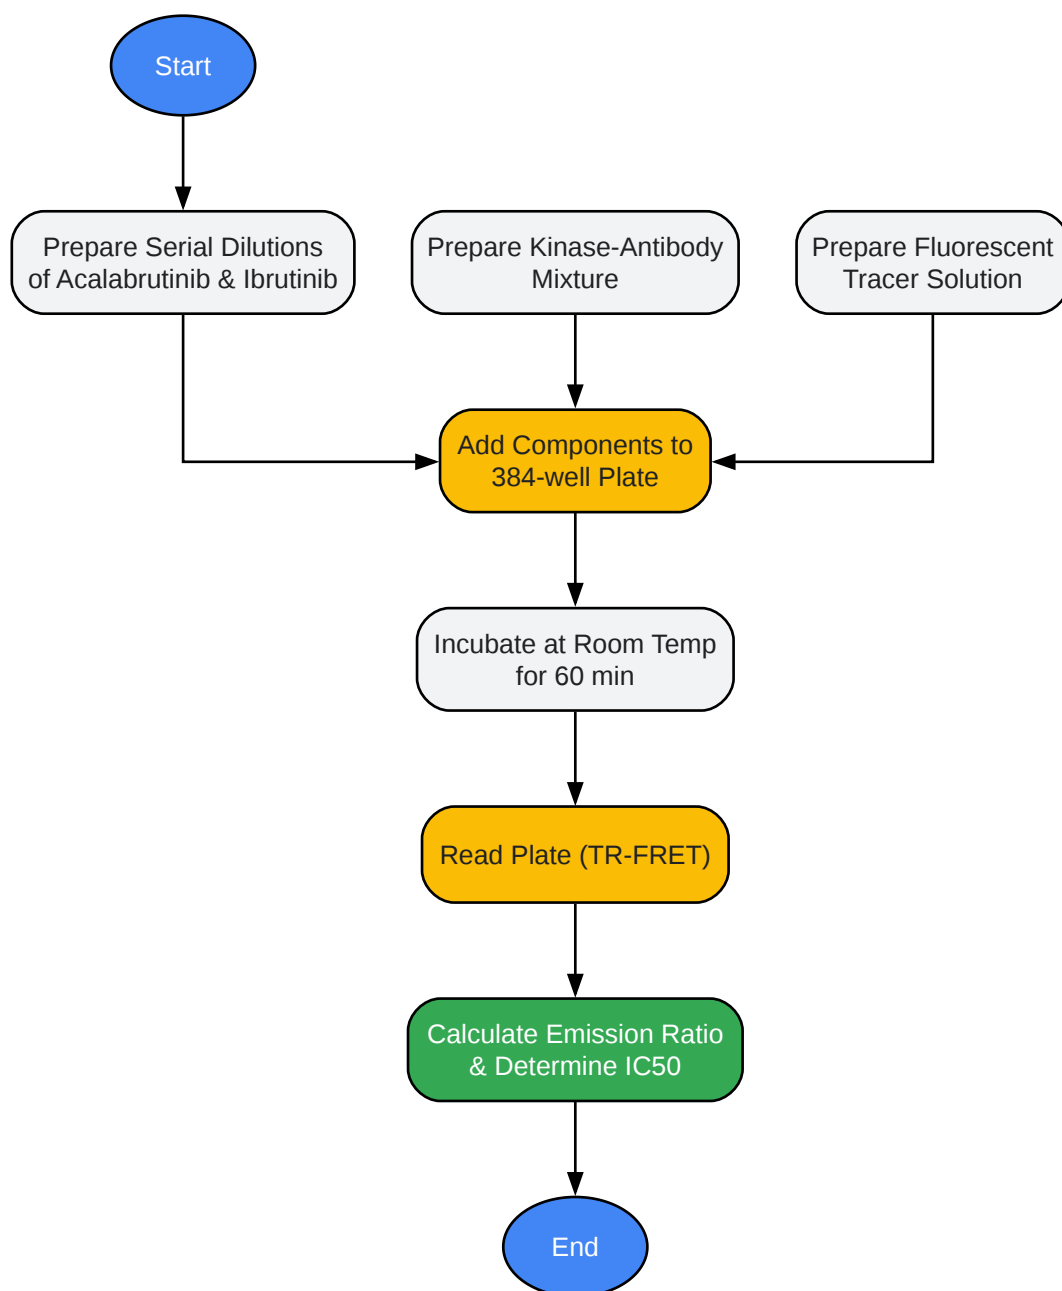 Start
Prepare Serial Dilutions
of Acalabrutinib & Ibrutinib
Prepare Kinase-Antibody
Mixture
Prepare Fluorescent
Tracer Solution
Add Components to
384-well Plate
Incubate at Room Temp
for 60 min
Read Plate (TR-FRET)
Calculate Emission Ratio
& Determine IC50
End